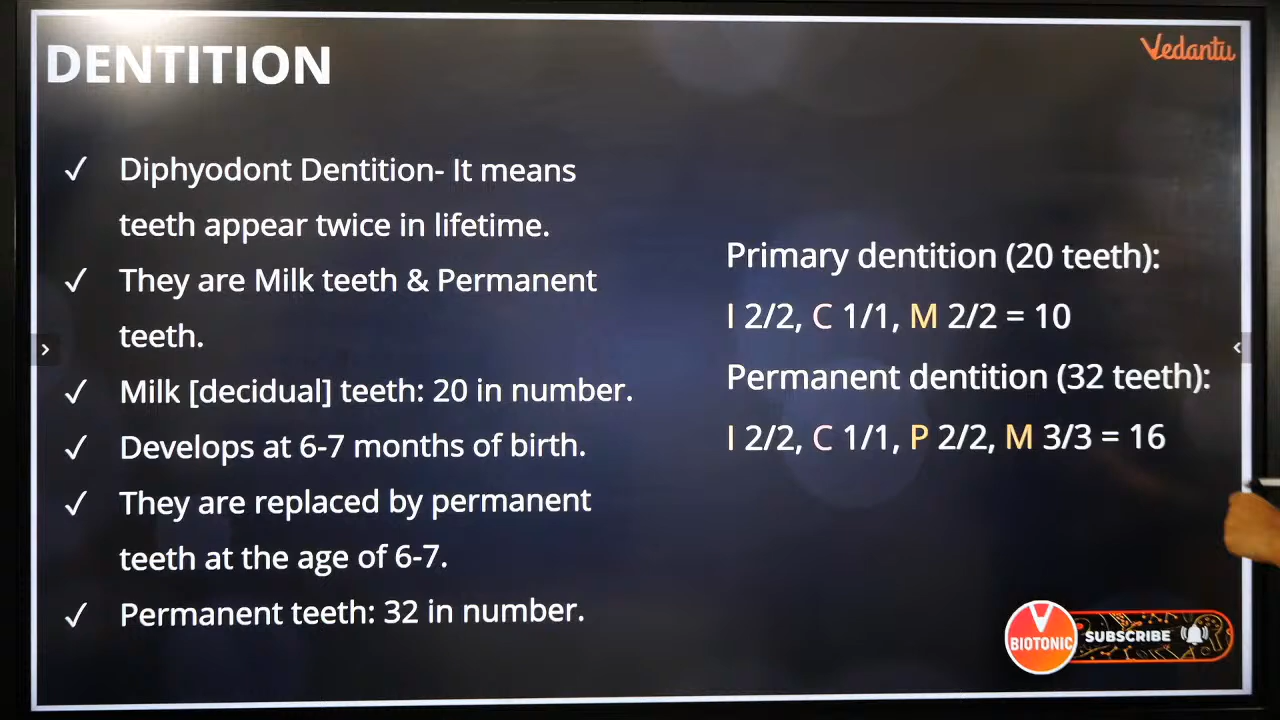 DENTITION
Vedantu
✓ Diphyodont Dentition- It means
teeth appear twice in lifetime.
✓ They are Milk teeth & Permanent
teeth.
✓ Milk [decidual] teeth: 20 in number.
✓ Develops at 6-7 months of birth.
✓ They are replaced by permanent
teeth at the age of 6-7.
✓ Permanent teeth: 32 in number.
Primary dentition (20 teeth):
I 2/2, C 1/1, M 2/2 = 10
Permanent dentition (32 teeth):
I 2/2, C 1/1, P 2/2, M 3/3 = 16
V BIOTONIC
SUBSCRIBE